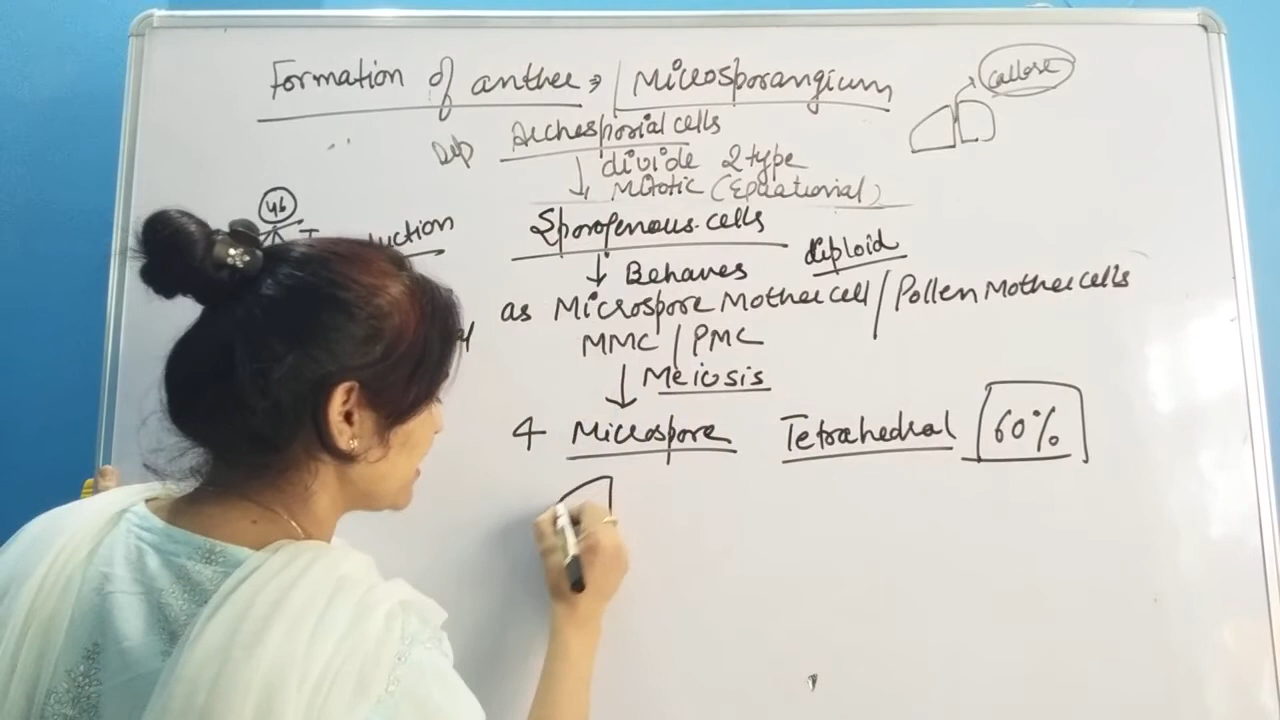 Formation of anther → Microsporangium
callose
Archesporial cells
divide 2 type
Mitotic (Equational)
46
Sporogenous cells
diploid
↓ Behaves
as Microspore Mother cell / Pollen Mother cells
MMC / PMC
↓ Meiosis
4 Microspore Tetrahedral 60%